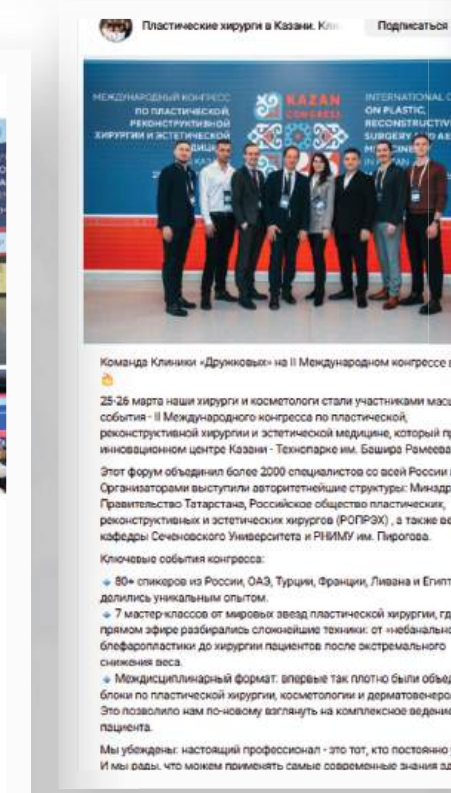 Пластические хирурги в Казани. Кли
Подписаться
МЕЖДУНАРОДНЫЙ КОНГРЕСС
ПО ПЛАСТИЧЕСКОЙ,
РЕКОНСТРУКТИВНОЙ
ХИРУРГИИ И ЭСТЕТИЧЕСКОЙ
KAZAN
CONGRESS
INTERNATIONAL C
ON PLASTIC,
RECONSTRUCTIV
SURGERY AND AE
Команда Клиники «Дружковых» на II Международном конгрессе в
25-26 марта наши хирурги и косметологи стали участниками мас
события - II Международного конгресса по пластической,
реконструктивной хирургии и эстетической медицине, который п
инновационном центре Казани - Технопарке им. Башира Рамеева
Этот форум объединил более 2000 специалистов со всей России
Организаторами выступили авторитетнейшие структуры: Минздр
Правительство Татарстана, Российское общество пластических,
реконструктивных и эстетических хирургов (РОПРЭХ) , а также ве
кафедры Сеченовского Университета и РНИМУ им. Пирогова.
Ключевые события конгресса:
80+ спикеров из России, ОАЭ, Турции, Франции, Ливана и Египт
делились уникальным опытом.
7 мастер-классов от мировых звезд пластической хирургии, гд
прямом эфире разбирались сложнейшие техники: от «небанально
блефаропластики до хирургии пациентов после экстремального
снижения веса.
Междисциплинарный формат: впервые так плотно были объед
блоки по пластической хирургии, косметологии и дерматовенеро
Это позволило нам по-новому взглянуть на комплексное ведение
пациента.
Мы убеждены: настоящий профессионал - это тот, кто постоянно
И мы рады, что можем применять самые современные знания зд